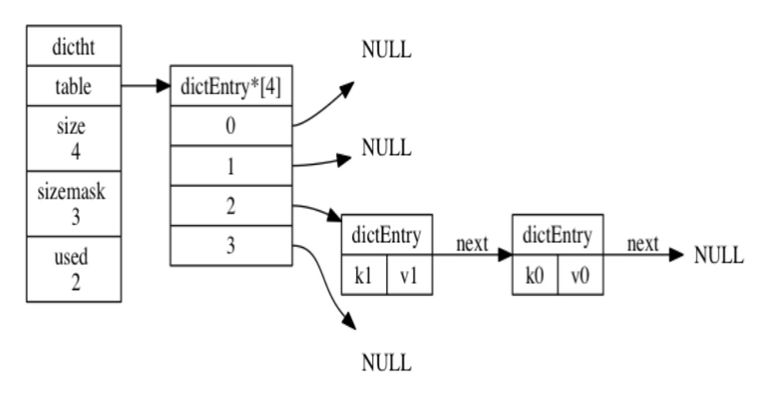 dictht
table
size
4
sizemask
3
used
2
dictEntry*[4]
0
1
2
3
NULL
NULL
dictEntry
k1 v1
next
dictEntry
k0 v0
next
NULL
NULL